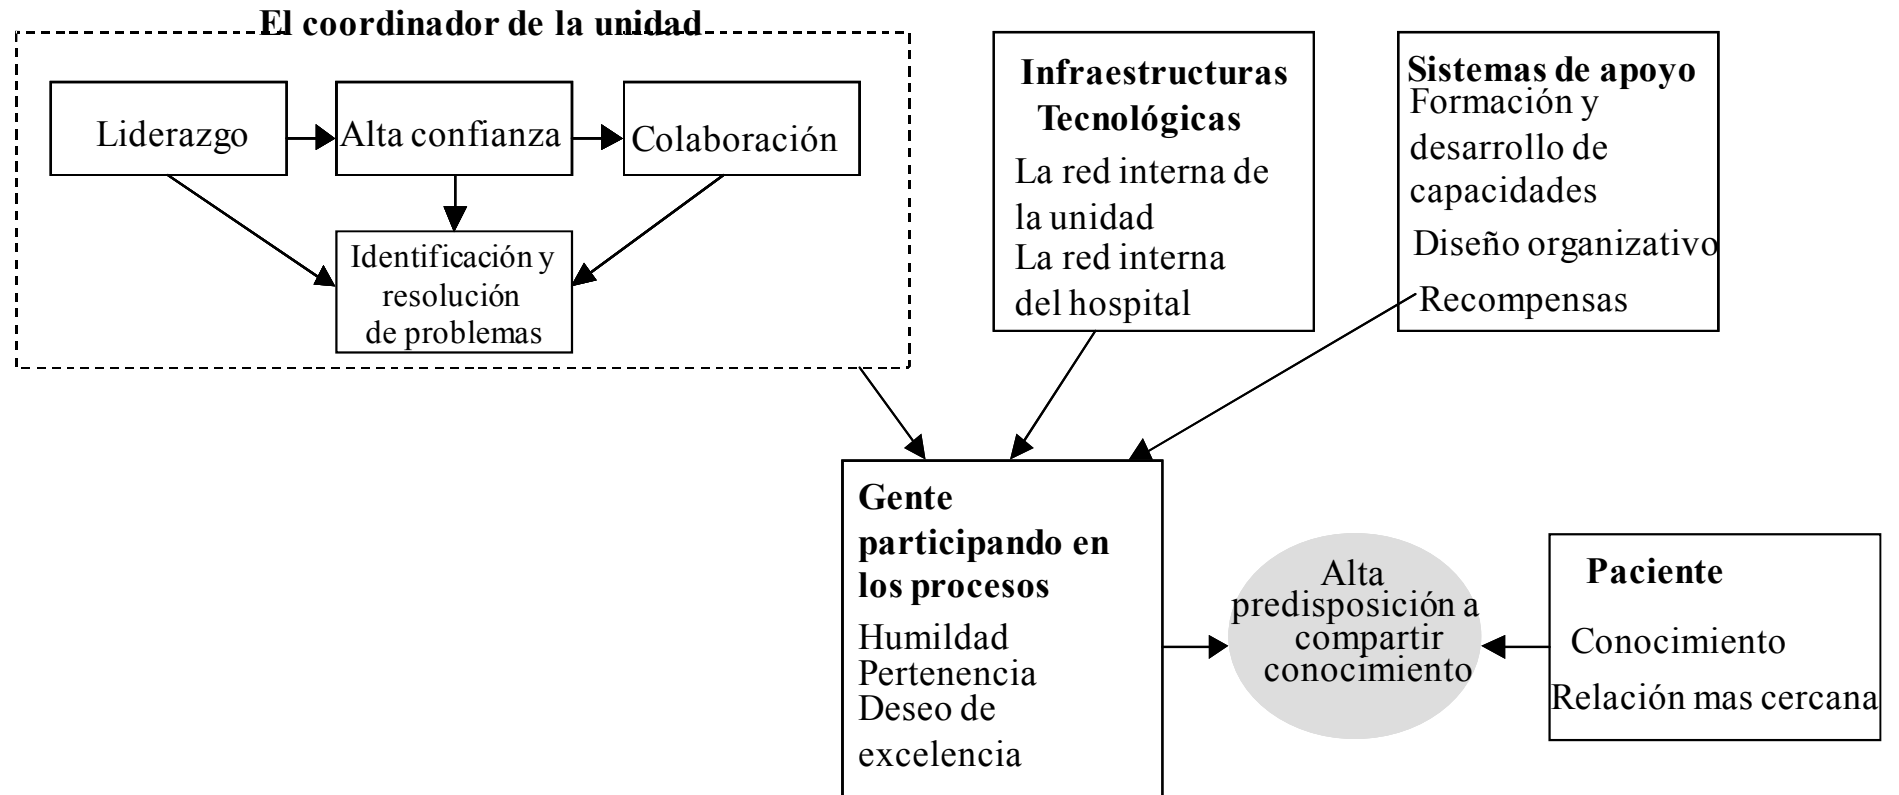 El coordinador de la unidad
Liderazgo
Alta confianza
Colaboración
Identificación y
resolución
de problemas
Infraestructuras
Tecnológicas
La red interna de
la unidad
La red interna
del hospital
Sistemas de apoyo
Formación y
desarrollo de
capacidades
Diseño organizativo
Recompensas
Gente
participando en
los procesos
Humildad
Pertenencia
Deseo de
excelencia
Alta
predisposición a
compartir
conocimiento
Paciente
Conocimiento
Relación mas cercana